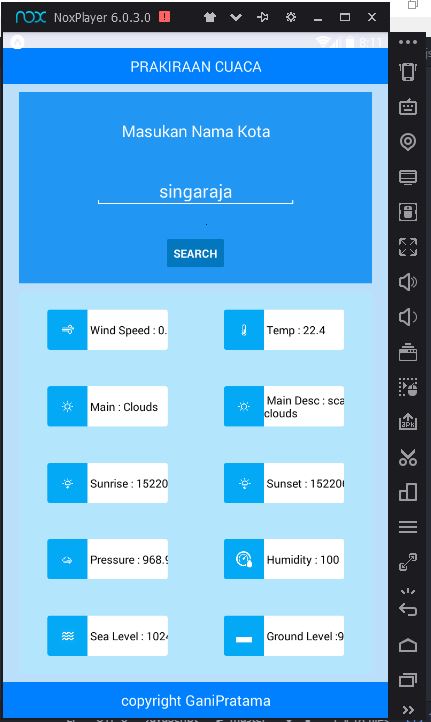 nox NoxPlayer 6.0.3.0
8:11
PRAKIRAAN CUACA
Masukan Nama Kota
singaraja
SEARCH
Wind Speed : 0.
Temp : 22.4
Main : Clouds
Main Desc : sca
clouds
Sunrise : 15220
Sunset : 15220
Pressure : 968.9
Humidity : 100
Sea Level : 1024
Ground Level :9
copyright GaniPratama